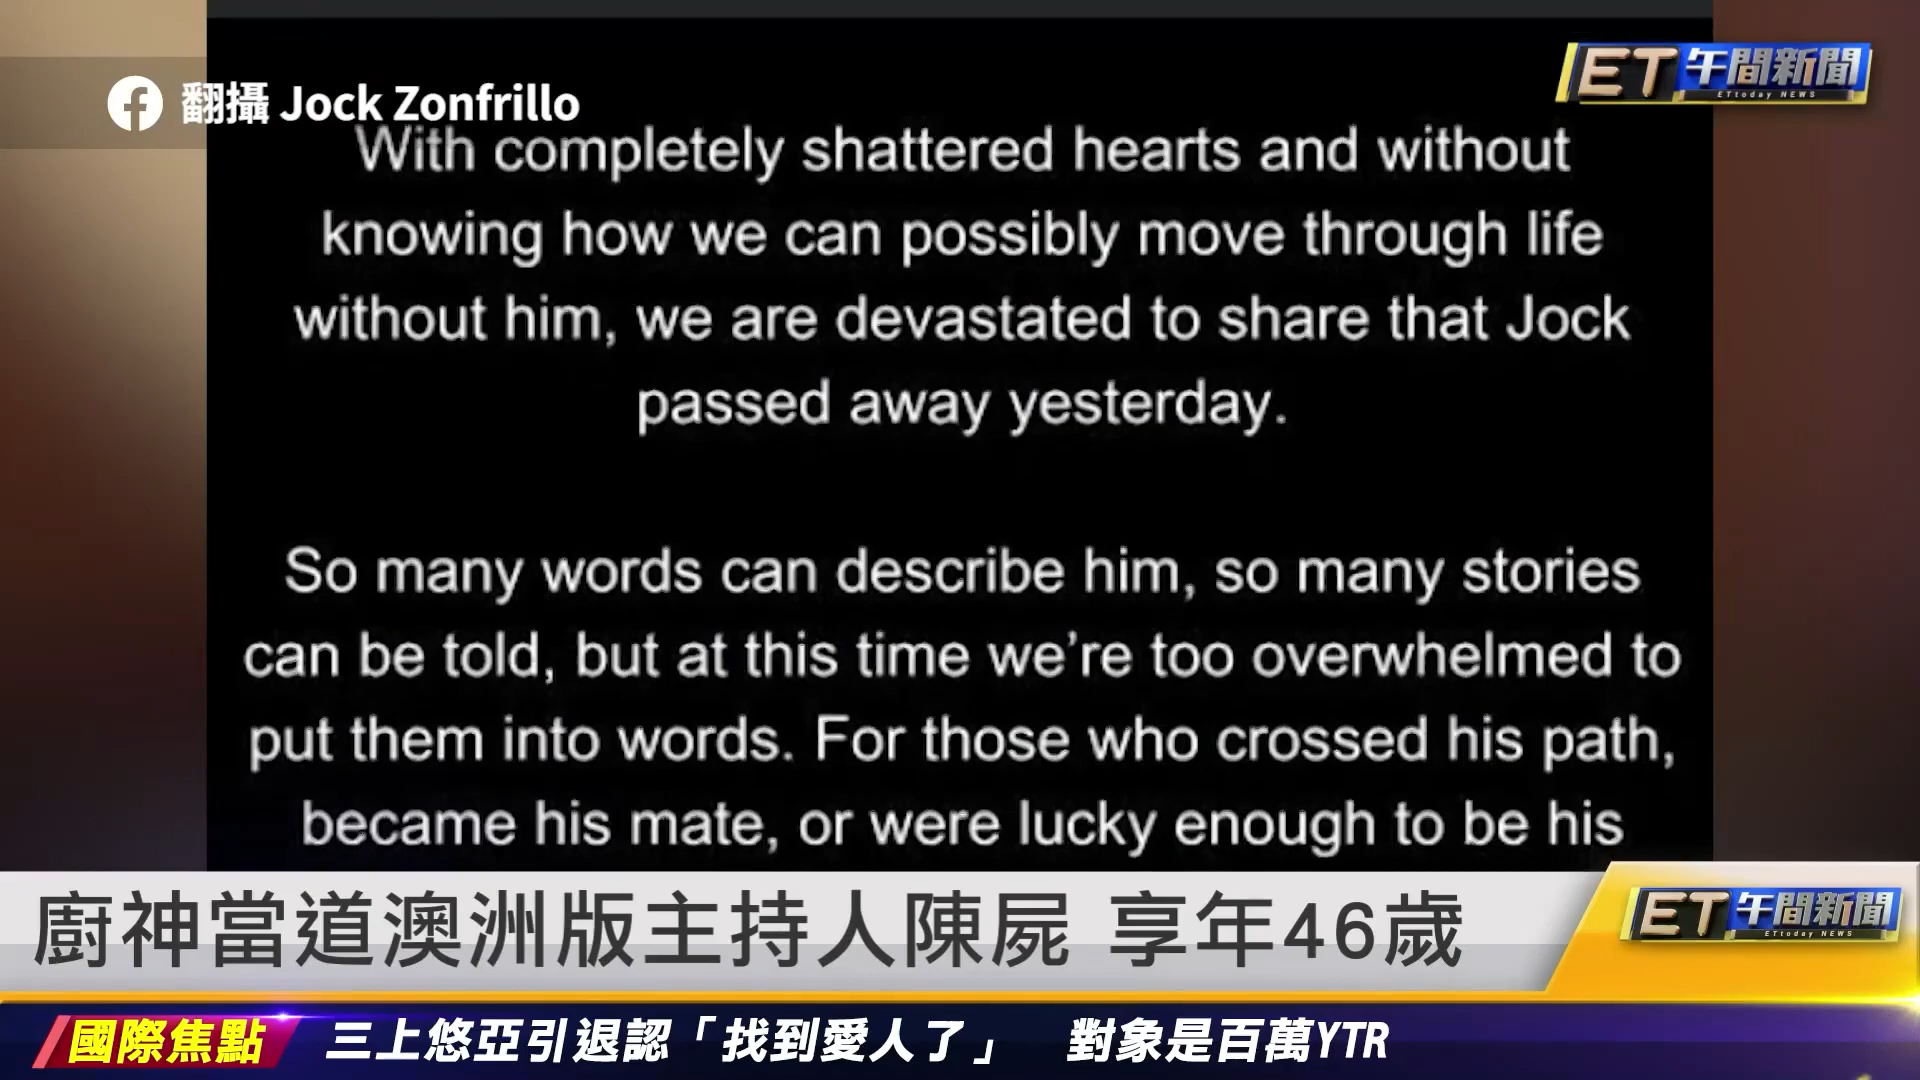 翻攝 Jock Zonfrillo
ET午間新聞
ETtoday NEWS
With completely shattered hearts and without
knowing how we can possibly move through life
without him, we are devastated to share that Jock
passed away yesterday.
So many words can describe him, so many stories
can be told, but at this time we’re too overwhelmed to
put them into words. For those who crossed his path,
became his mate, or were lucky enough to be his
廚神當道澳洲版主持人陳屍 享年46歲
ET午間新聞
ETtoday NEWS
國際焦點
三上悠亞引退認「找到愛人了」 對象是百萬YTR